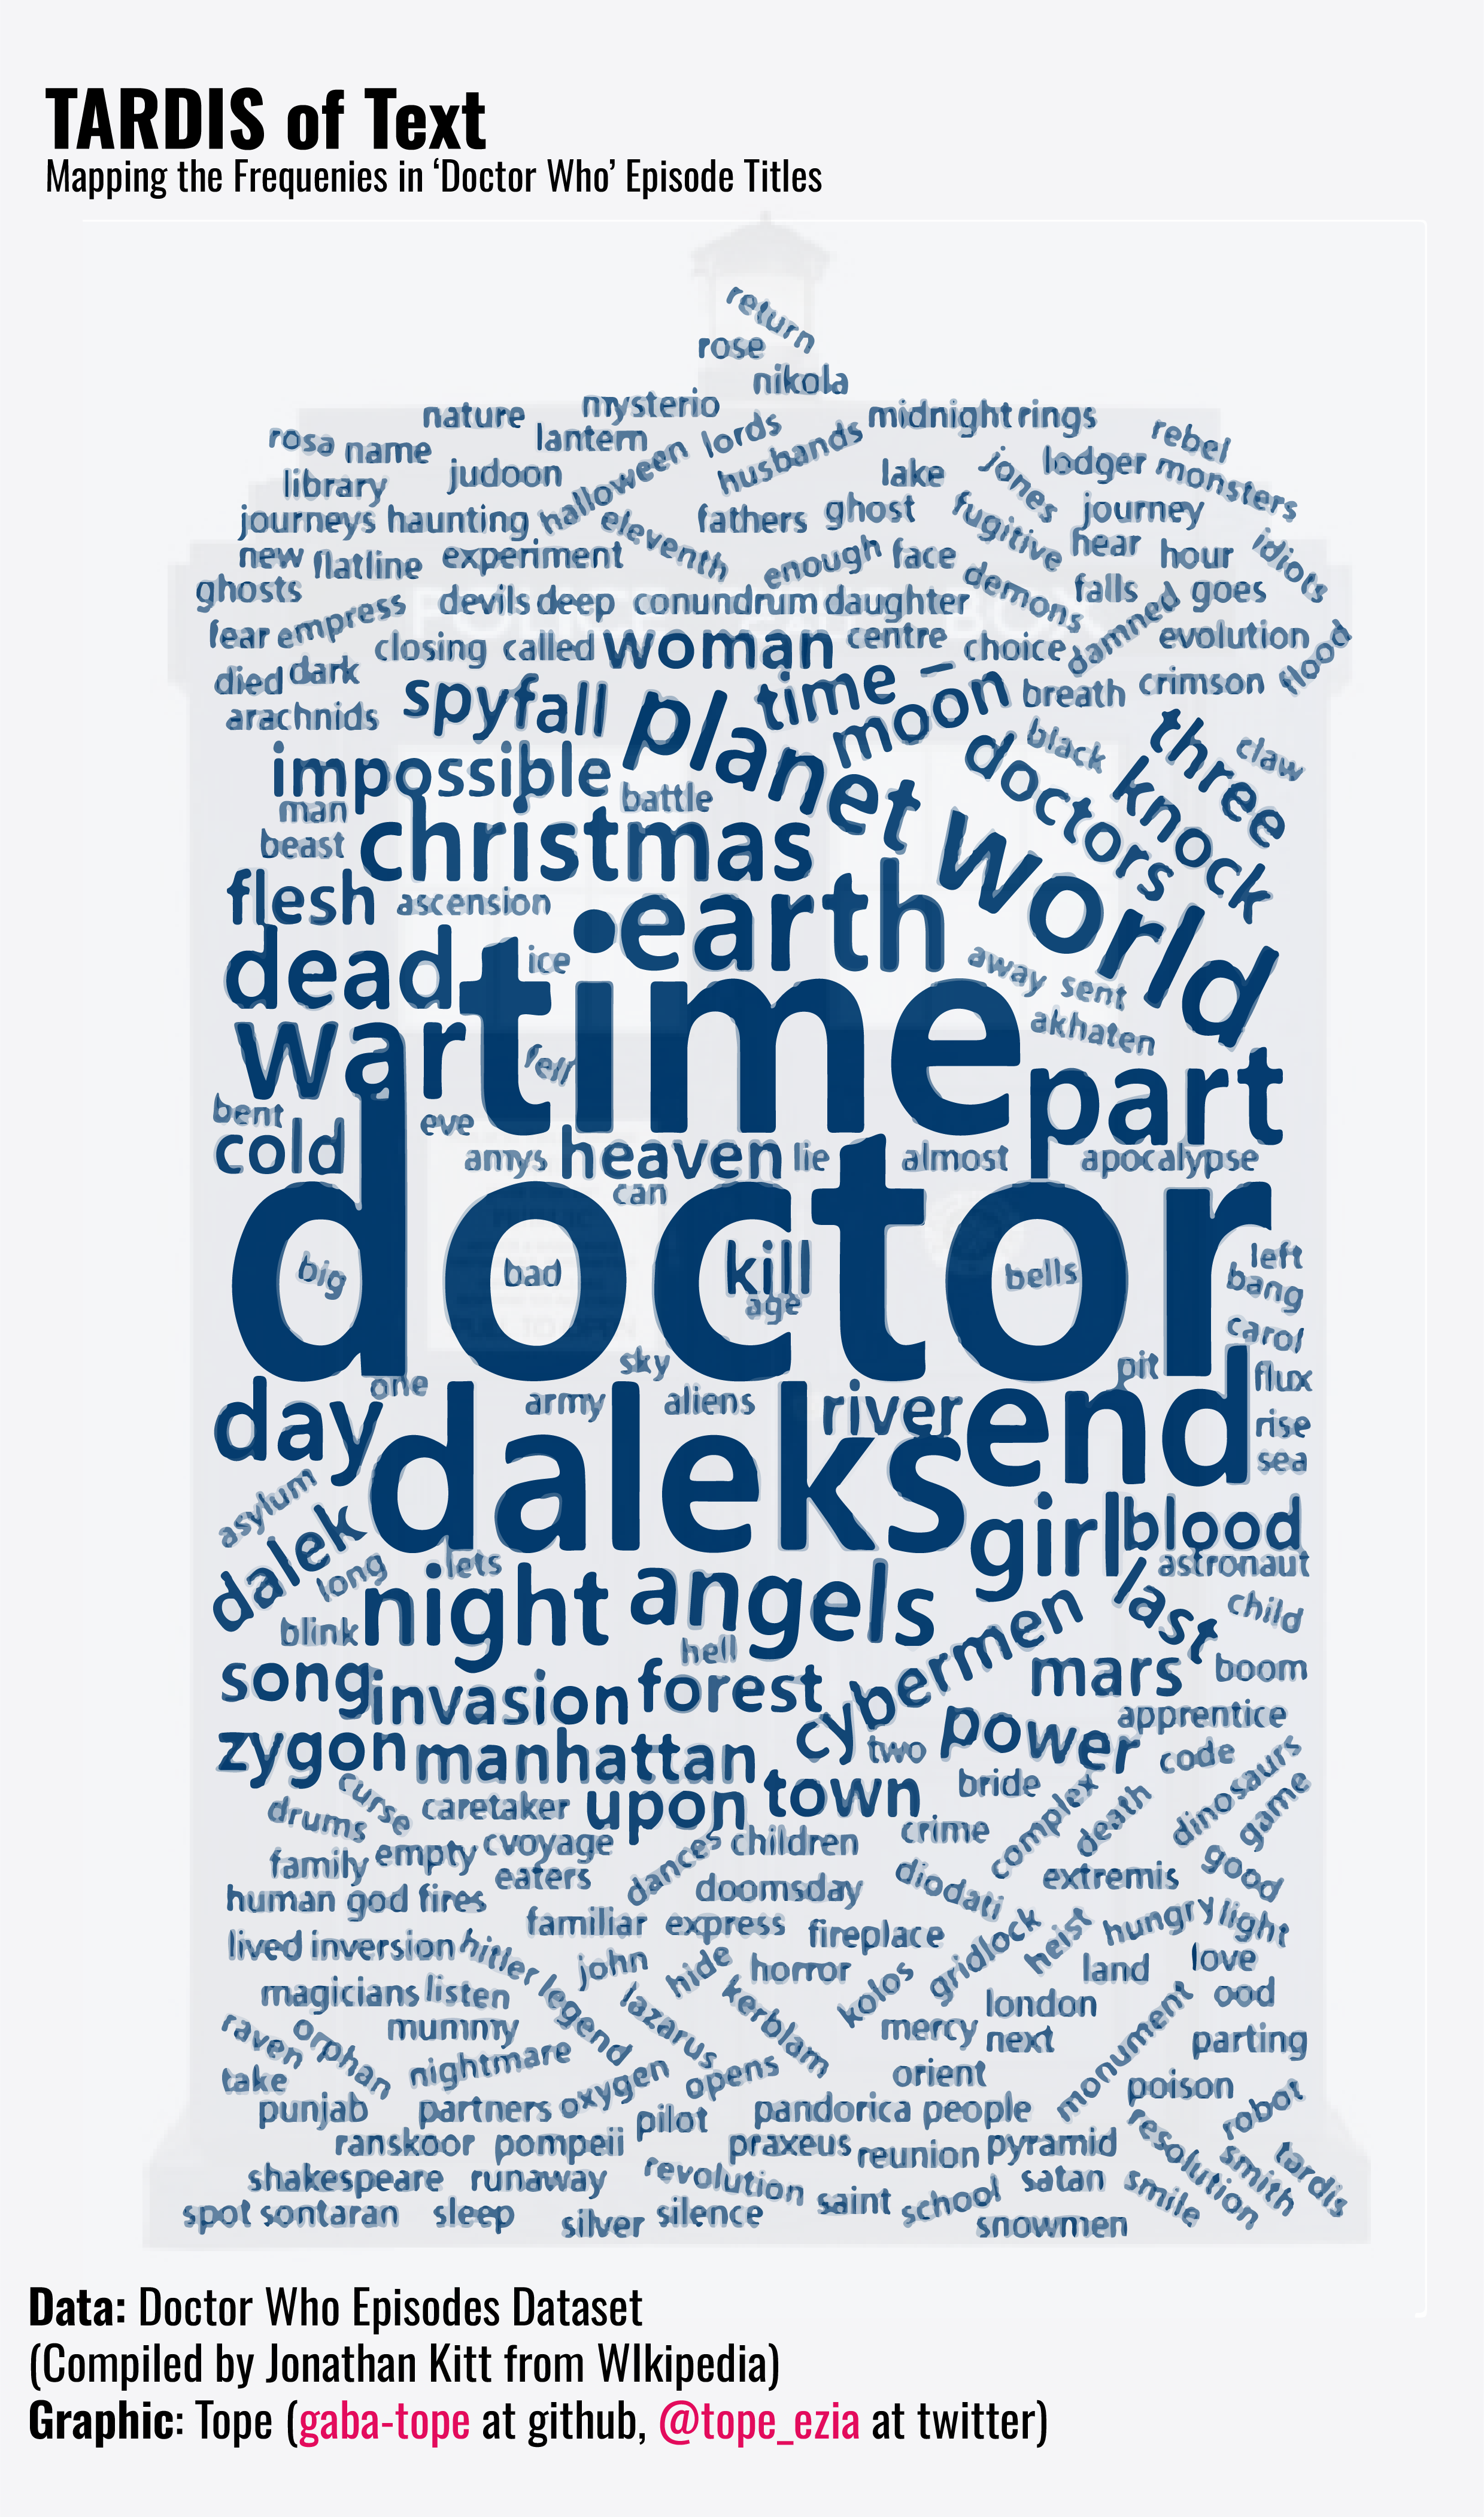 TARDIS of Text
Mapping the Frequenies in ‘Doctor Who’ Episode Titles
return
rose
nikola
nature mysterio midnight rings
rosa name lantern lords husbands rebel
library judoon halloween lake jones lodger monsters
journeys haunting eleventh fathers ghost fugitive journey
new flatline experiment enough face hear hour idiots
ghosts empress devils deep conundrum daughter demons falls damned goes
POLICE BOX
fear closing called woman centre – choice evolution flood
died dark spyfall planet time moon breath crimson
arachnids doctors black three claw
impossible battle knock
man christmas world
beast
flesh ascension • earth
dead ice time away sent
war fell akhaten part
bent eve
cold amys heaven lie almost apocalypse
can
doctor
big bad kill bells left
age bang
carol
sky pit flux
one army aliens river rise
day daleks end sea
asylum
dalek long lets girl blood
astronaut
blink night angels last child
hell cybermen
song invasion forest mars boom
zygon manhattan two power apprentice
curse code
drums caretaker upon town bride complex death dinosaurs game
family empty cvoyage dances children crime good
human god fires eaters doomsday diodati extremis
familiar express fireplace gridlock heist hungry light
lived inversion hitler john hide horror kolos land love
magicians listen legend lazarus kerblam london monument ood
raven orphan mummy mercy next parting
take nightmare oxygen opens orient poison
punjab partners pilot pandorica people robot
ranskoor pompeii praxeus reunion pyramid resolution
shakespeare runaway revolution satan smile smith tardis
spot sontaran sleep silver silence saint school snowmen
Data: Doctor Who Episodes Dataset
(Compiled by Jonathan Kitt from WIkipedia)
Graphic: Tope (gaba-tope at github, @tope_ezia at twitter)